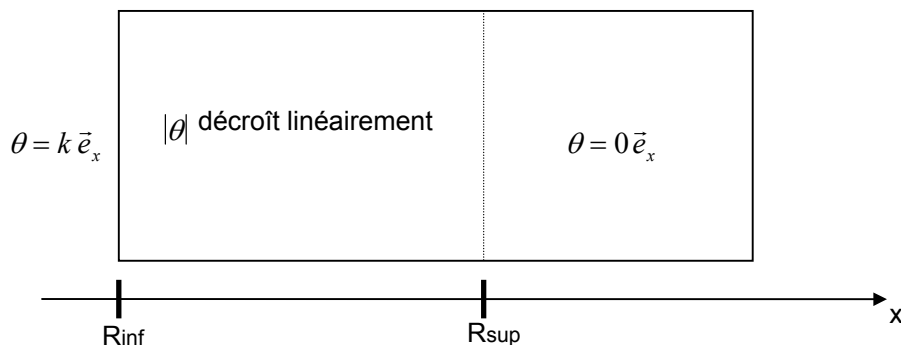 |θ| décroît linéairement
θ = k e⃗ₓ
θ = 0 e⃗ₓ
x
Rinf
Rsup